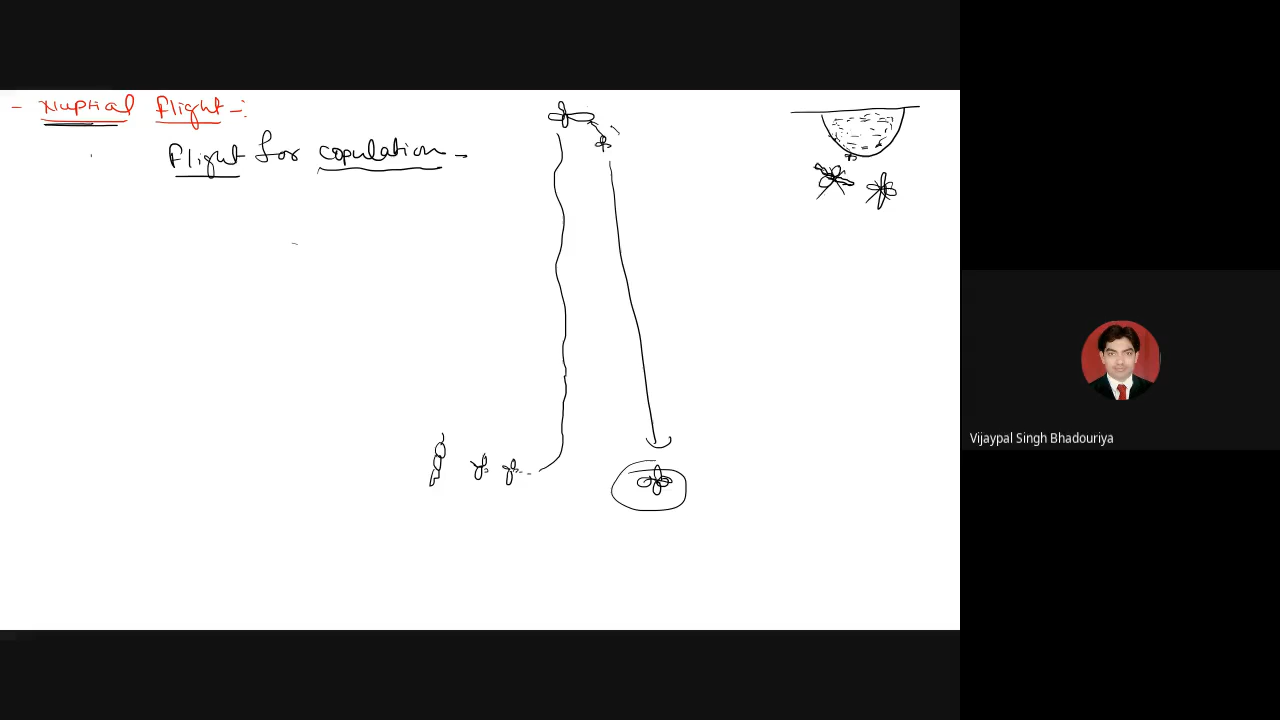 - Nuptial flight -:
flight for copulation -
Vijaypal Singh Bhadouriya